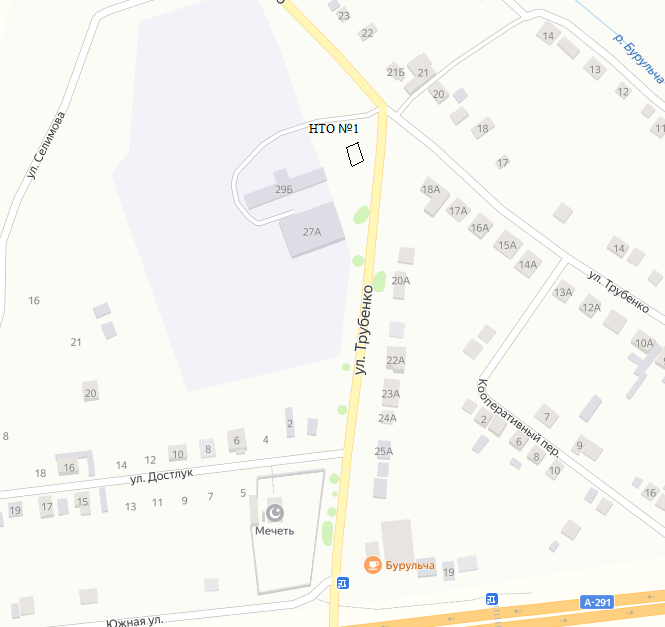 23
22
14
р. Бурульча
21Б
21
13
20
12
11
НТО №1
18
17
ул. Селимова
29Б
18А
17А
16А
15А
14А
27А
14
20А
ул. Трубенко
13А
12А
16
ул. Трубенко
21
10А
22А
20
23А
24А
Кооперативный пер.
2
7
2
6
4
8
10
12
14
8
6
8
9
10
25А
18
16
ул. Достлук
16
19
17
15
13
11
9
7
5
Мечеть
Бурульча
19
А-291
Южная ул.